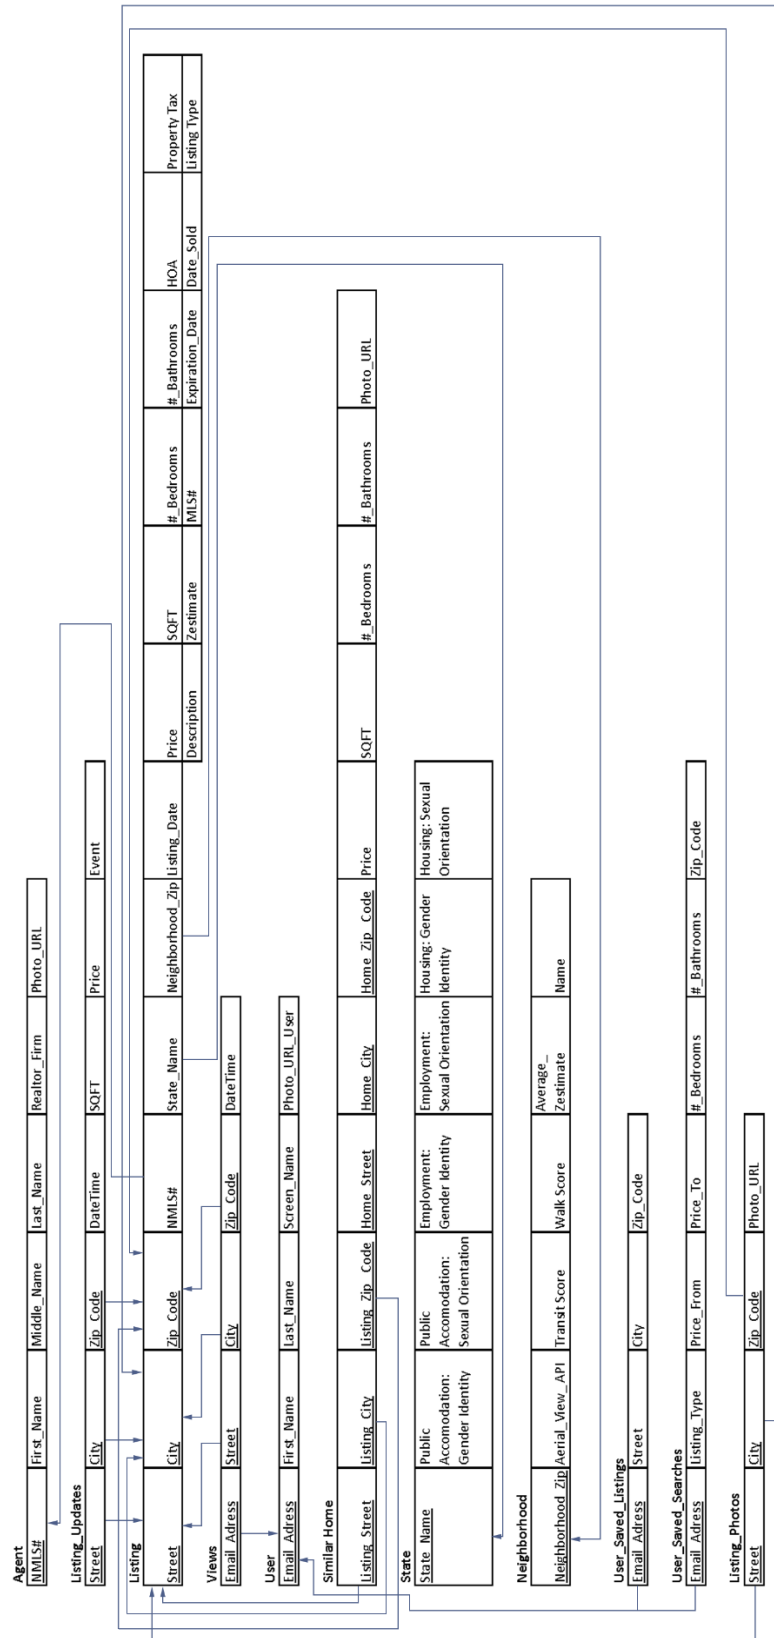 Agent
NMLS# First_Name Middle_Name Last_Name Realtor_Firm Photo_URL
Listing_Updates
Street City Zip_Code DateTime SQFT Price Event
Listing
Street City Zip_Code NMLS# State_Name Neighborhood_Zip Listing_Date Price SQFT #_Bedrooms #_Bathrooms HOA Property Tax
Description Zestimate MLS# Expiration_Date Date_Sold Listing Type
Views
Email_Adress Street City Zip_Code DateTime
User
Email_Adress First_Name Last_Name Screen_Name Photo_URL_User
Similar Home
Listing_Street Listing_City Listing_Zip_Code Home_Street Home_City Home_Zip_Code Price SQFT #_Bedrooms #_Bathrooms Photo_URL
State
State_Name Public Public Employment: Employment: Housing: Gender Housing: Sexual
Accomodation: Accomodation: Gender Identity Sexual Orientation Identity Orientation
Gender Identity Sexual Orientation
Neighborhood
Average_
Neighborhood_Zip Aerial_View_API Transit Score Walk Score Zestimate Name
User_Saved_Listings
Email_Adress Street City Zip_Code
User_Saved_Searches
Email_Adress Listing_Type Price_From Price_To #_Bedrooms #_Bathrooms Zip_Code
Listing_Photos
Street City Zip_Code Photo_URL